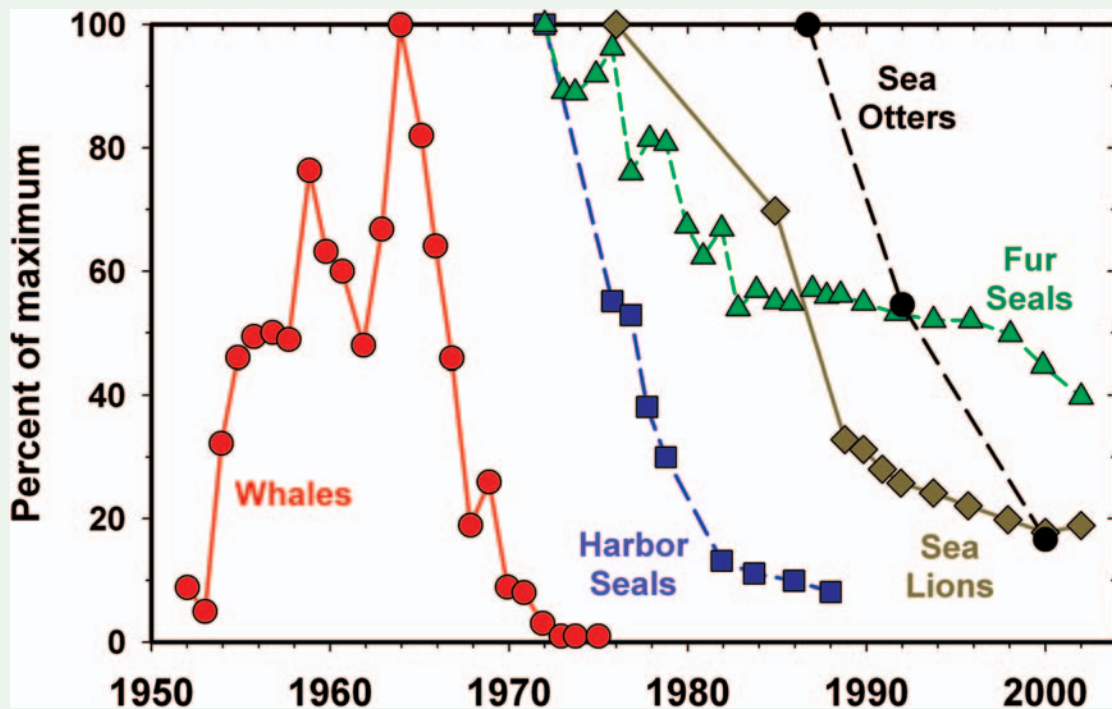 Percent of maximum
100
80
60
40
20
0
1950
1960
1970
1980
1990
2000
Whales
Harbor
Seals
Sea
Lions
Fur
Seals
Sea
Otters